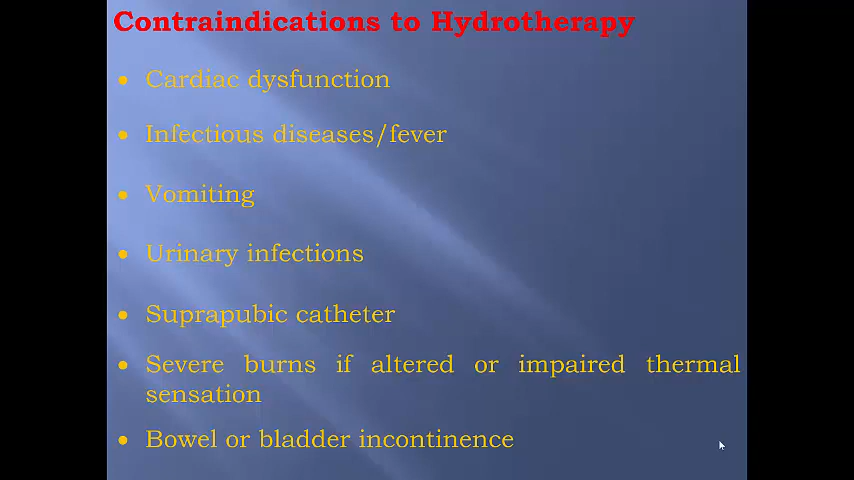 Contraindications to Hydrotherapy
• Cardiac dysfunction
• Infectious diseases/fever
• Vomiting
• Urinary infections
• Suprapubic catheter
• Severe burns if altered or impaired thermal
sensation
• Bowel or bladder incontinence